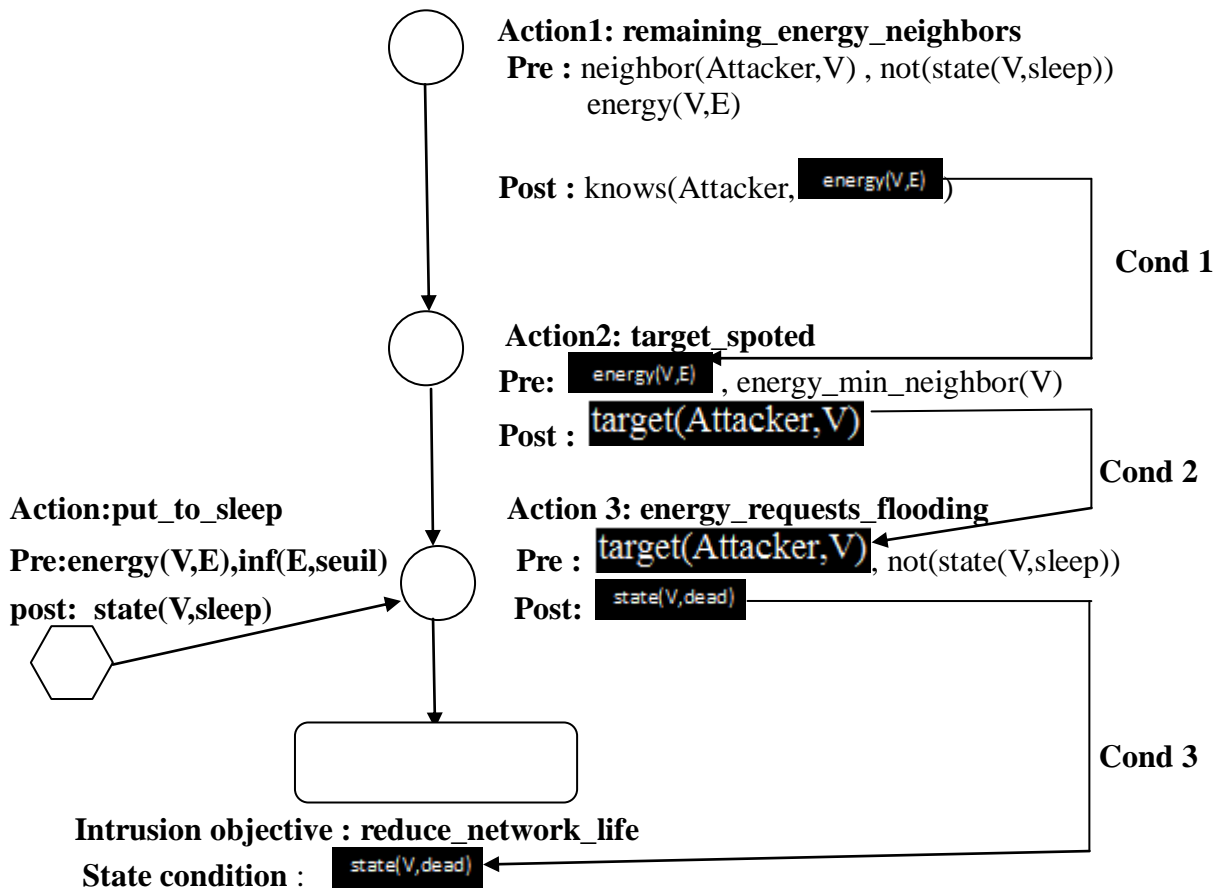 Action1: remaining_energy_neighbors
Pre : neighbor(Attacker,V) , not(state(V,sleep))
energy(V,E)
Post : knows(Attacker, energy(V,E) )
Cond 1
Action2: target_spoted
Pre: energy(V,E) , energy_min_neighbor(V)
Post : target(Attacker,V)
Cond 2
Action:put_to_sleep
Pre:energy(V,E),inf(E,seuil)
post: state(V,sleep)
Action 3: energy_requests_flooding
Pre : target(Attacker,V), not(state(V,sleep))
Post: state(V,dead)
Cond 3
Intrusion objective : reduce_network_life
State condition : state(V,dead)